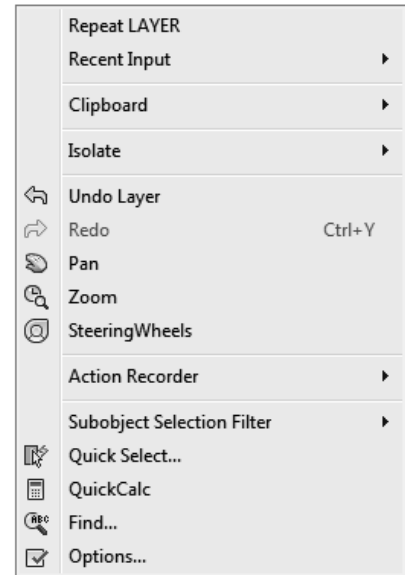 Repeat LAYER
Recent Input
Clipboard
Isolate
Undo Layer
Redo Ctrl+Y
Pan
Zoom
SteeringWheels
Action Recorder
Subobject Selection Filter
Quick Select...
QuickCalc
ABC Find...
Options...